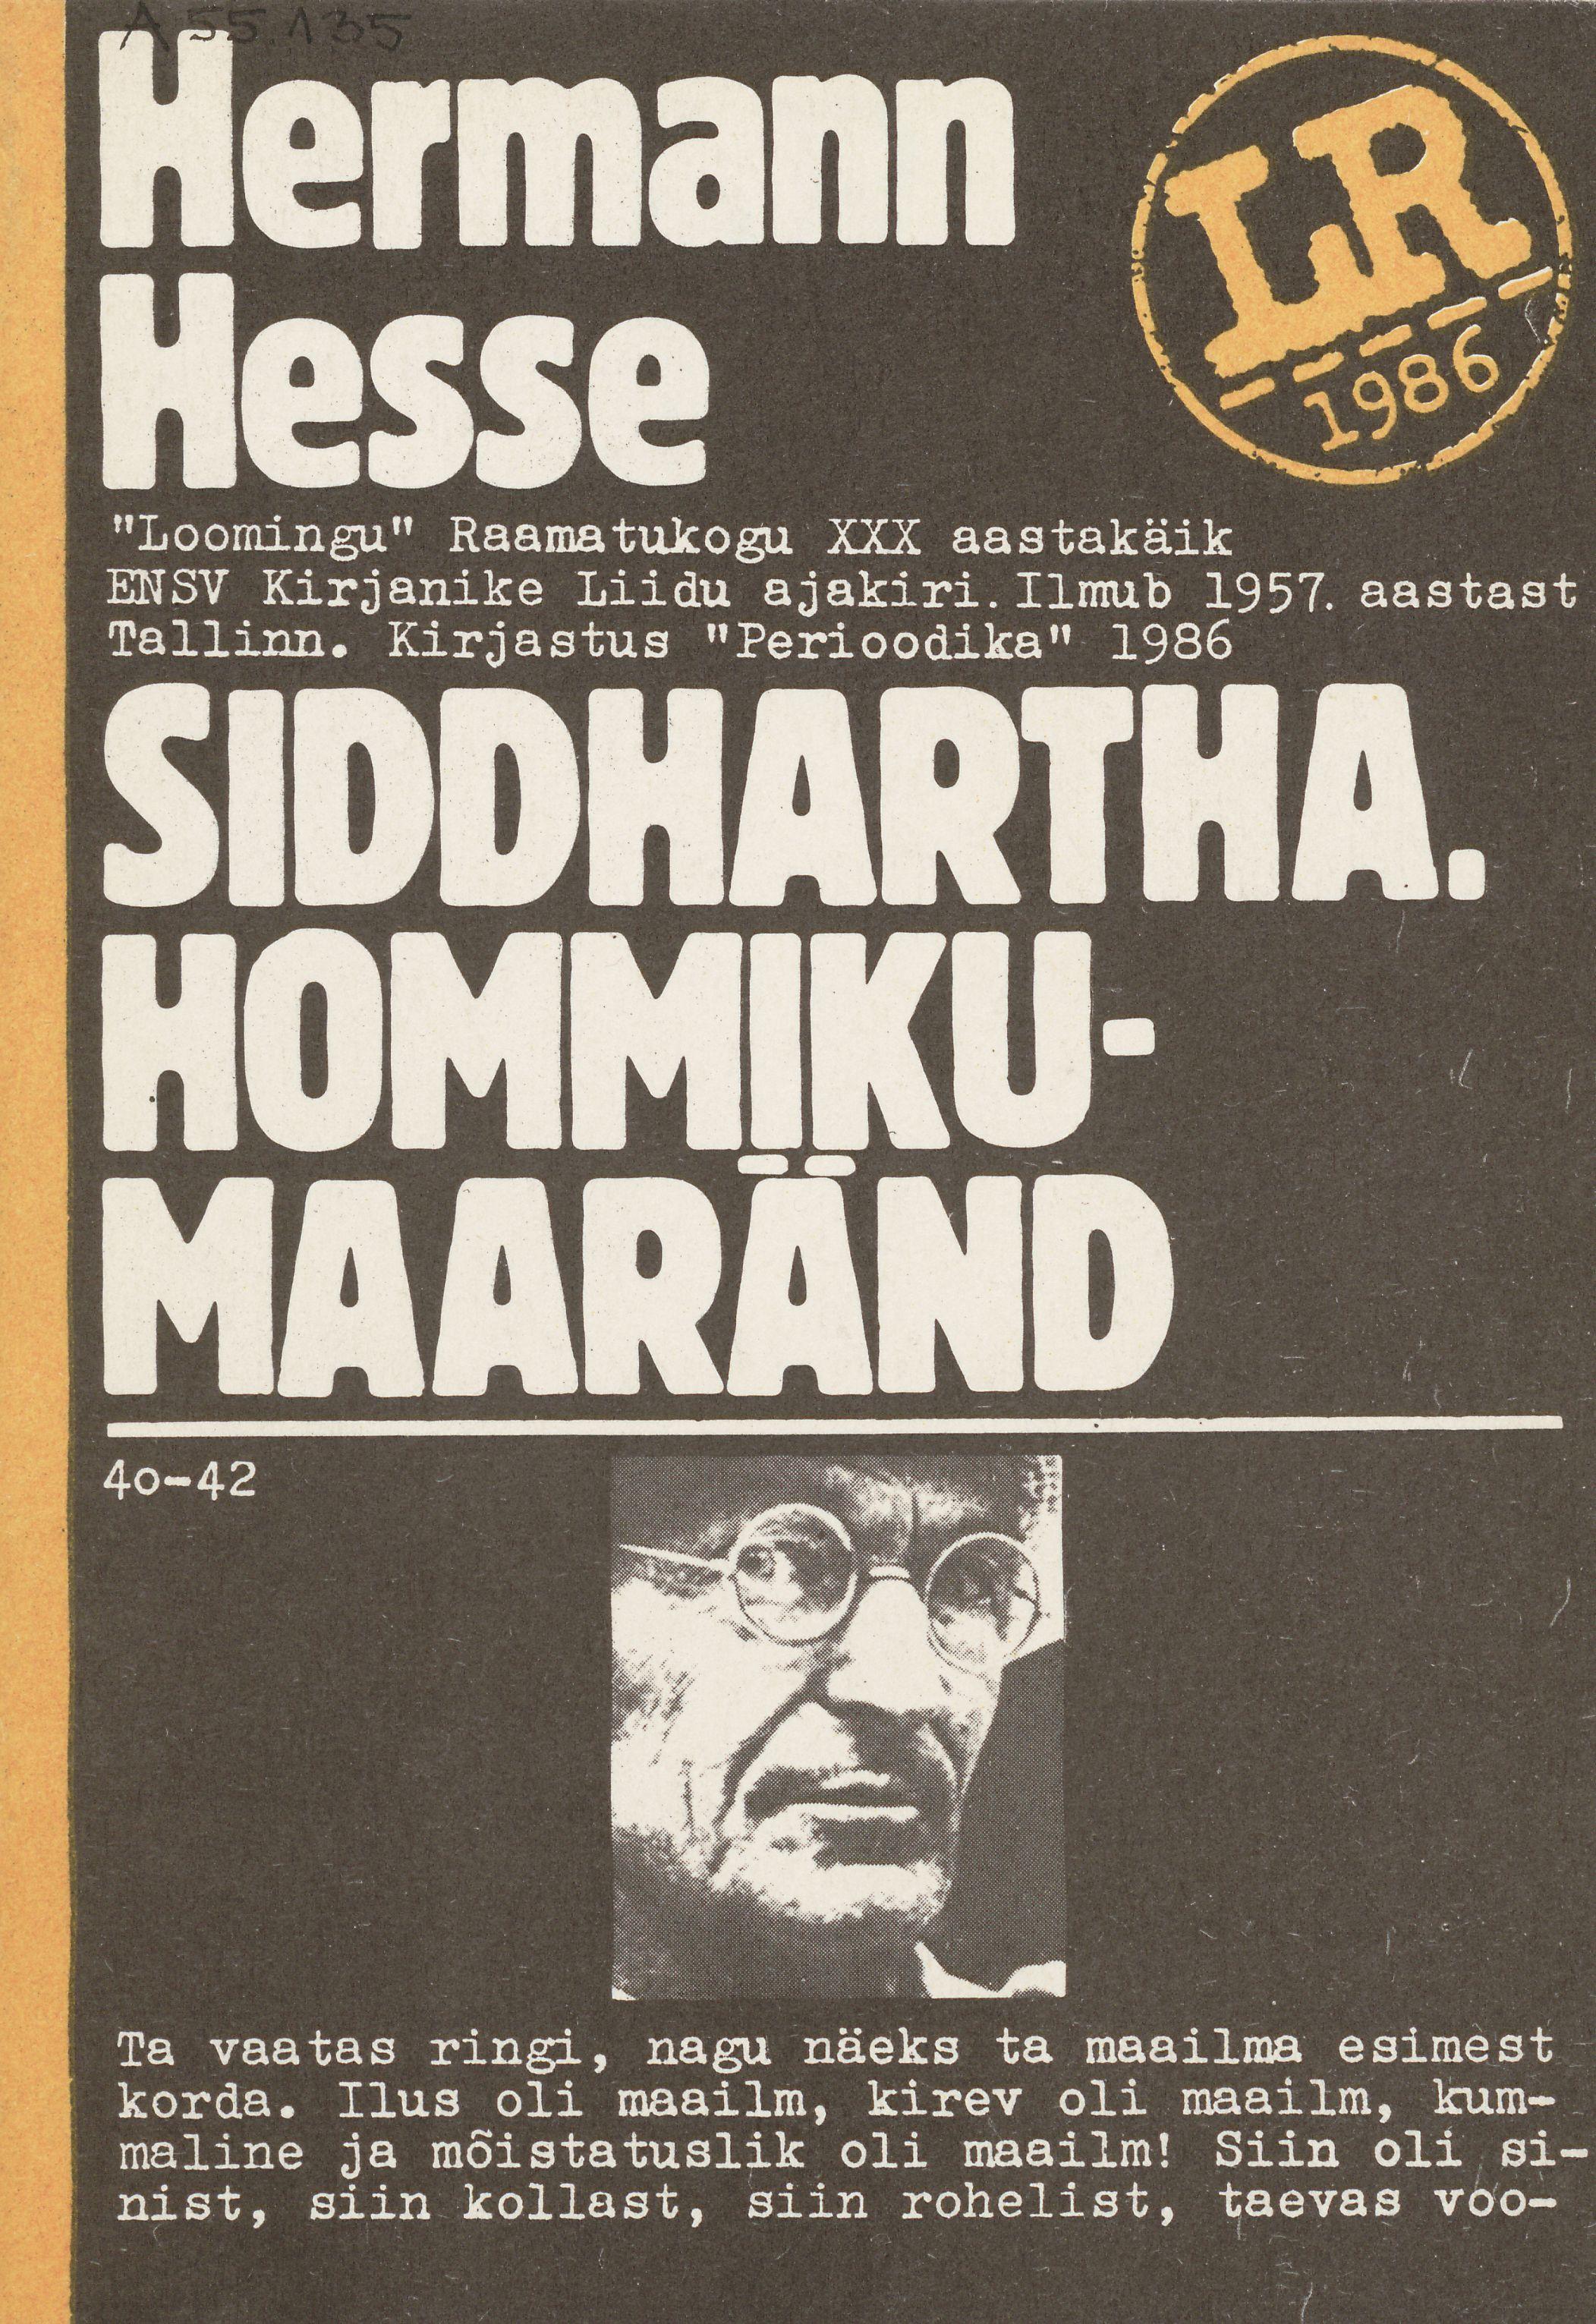 A 55.135
Hermann
LR
1986
Hesse
"Loomingu" Raamatukogu XXX aastakäik
ENSV Kirjanike Liidu ajakiri. Ilmub 1957. aastast
Tallinn. Kirjastus "Perioodika" 1986
SIDDHARTHA.
HOMMIKU-
MAARÄND
40-42
Ta vaatas ringi, nagu näeks ta maailma esimest
korda. Ilus oli maailm, kirev oli maailm, kum-
maline ja mõistatuslik oli maailm! Siin oli si-
nist, siin kollast, siin rohelist, taevas voo-